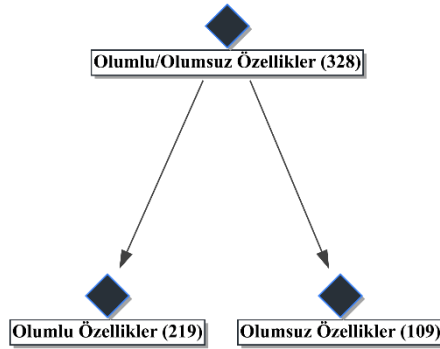 Olumlu/Olumsuz Özellikler (328)
Olumlu Özellikler (219)
Olumsuz Özellikler (109)